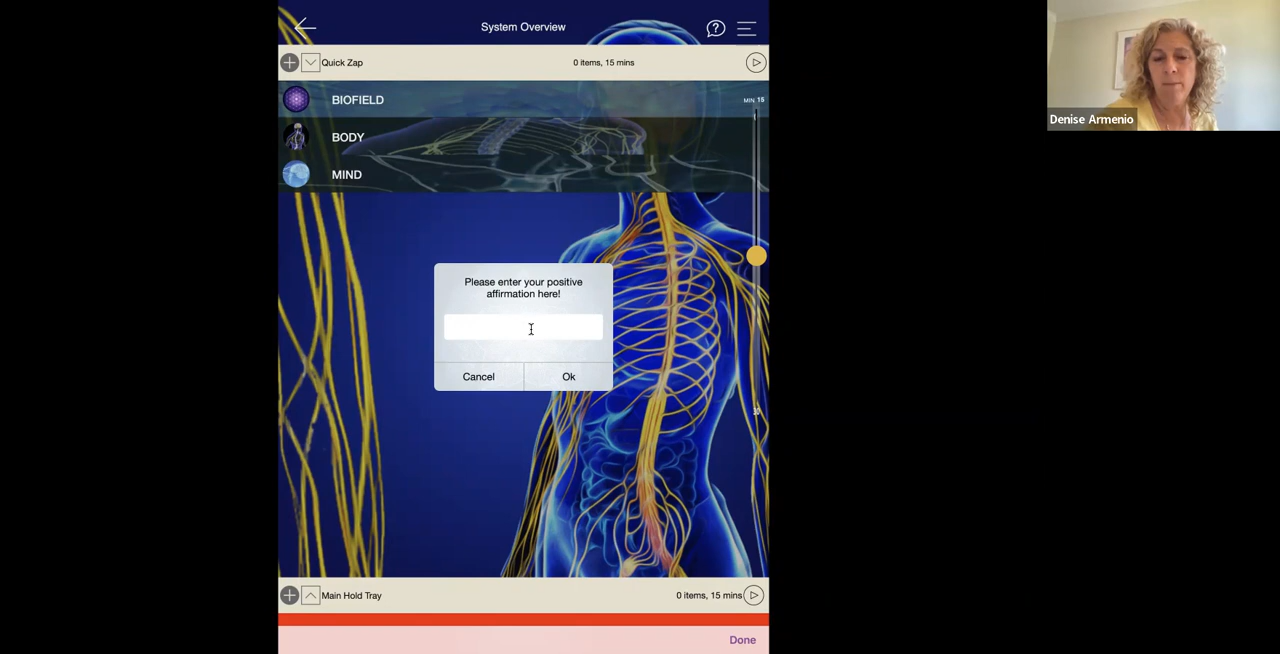 System Overview
Quick Zap
0 items, 15 mins
BIOFIELD
MIN 15
BODY
MIND
Please enter your positive
affirmation here!
Cancel
Ok
30
Main Hold Tray
0 items, 15 mins
Done
Denise Armenio